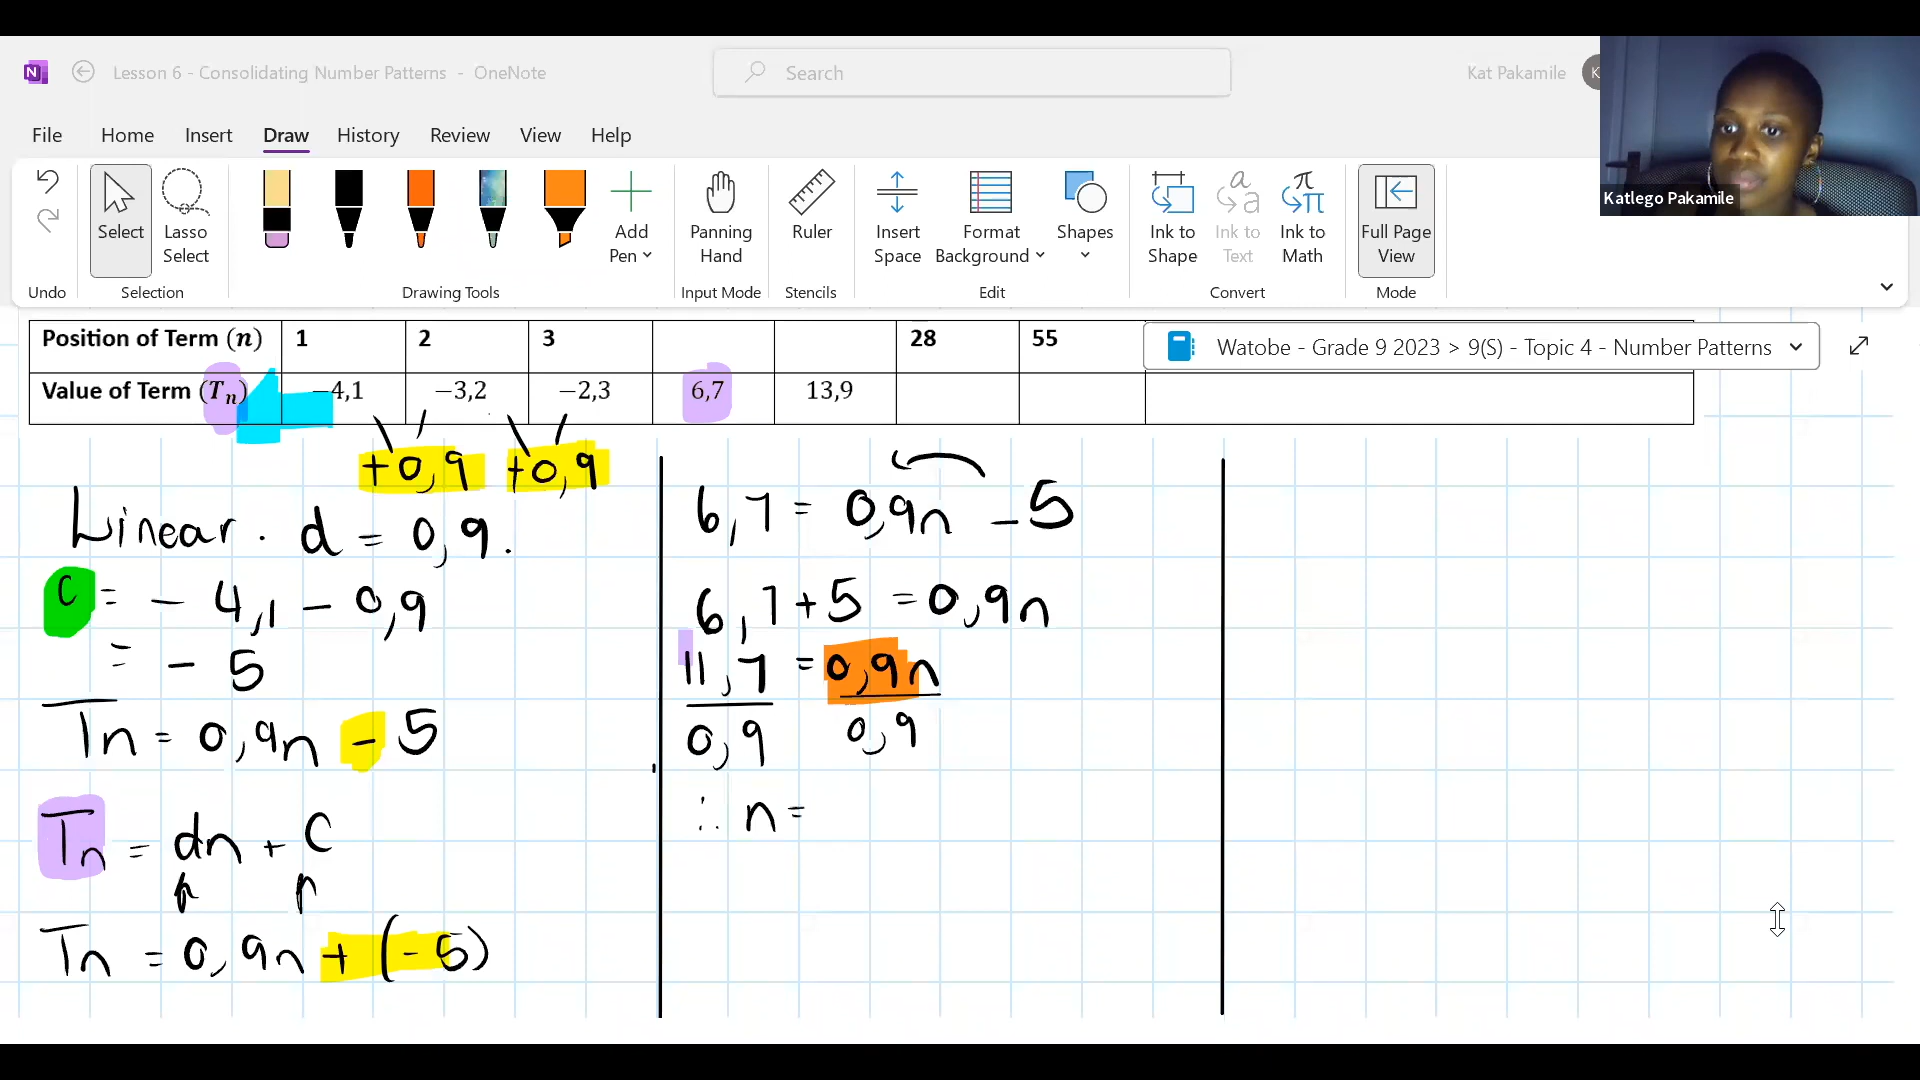 Lesson 6 - Consolidating Number Patterns - OneNote
Search
Kat Pakamile
K
File Home Insert Draw History Review View Help
Select
Lasso Select
Add Pen
Panning Hand
Ruler
Insert Space
Format Background
Shapes
Ink to Shape
Ink to Text
Ink to Math
Full Page View
Undo Selection Drawing Tools Input Mode Stencils Edit Convert Mode
Katlego Pakamile
Watobe - Grade 9 2023 > 9(S) - Topic 4 - Number Patterns
Position of Term (n) 1 2 3 28 55
Value of Term (Tn) −4,1 −3,2 −2,3 6,7 13,9
+0,9 +0,9
Linear. d = 0,9.
C = - 4,1 - 0,9
= - 5
Tn = 0,9n - 5
Tn = dn + C
Tn = 0,9n + (-5)
6,7 = 0,9n - 5
6,7 + 5 = 0,9n
11,7 = 0,9n
0,9 0,9
∴ n =